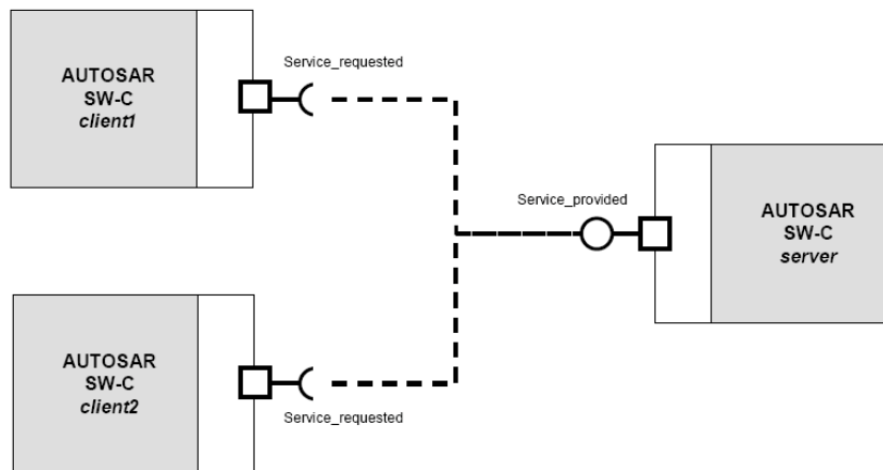 AUTOSAR
SW-C
client1
Service_requested
Service_provided
AUTOSAR
SW-C
server
AUTOSAR
SW-C
client2
Service_requested